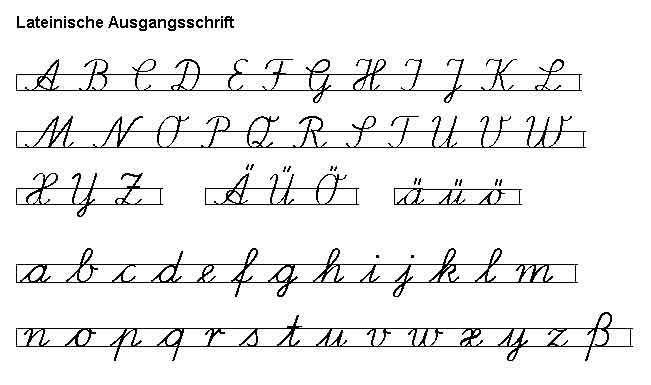 Lateinische Ausgangsschrift
A B C D E F G H I J K L
M N O P Q R S T U V W
X Y Z Ä Ü Ö ä ü ö
a b c d e f g h i j k l m
n o p q r s t u v w x y z ß